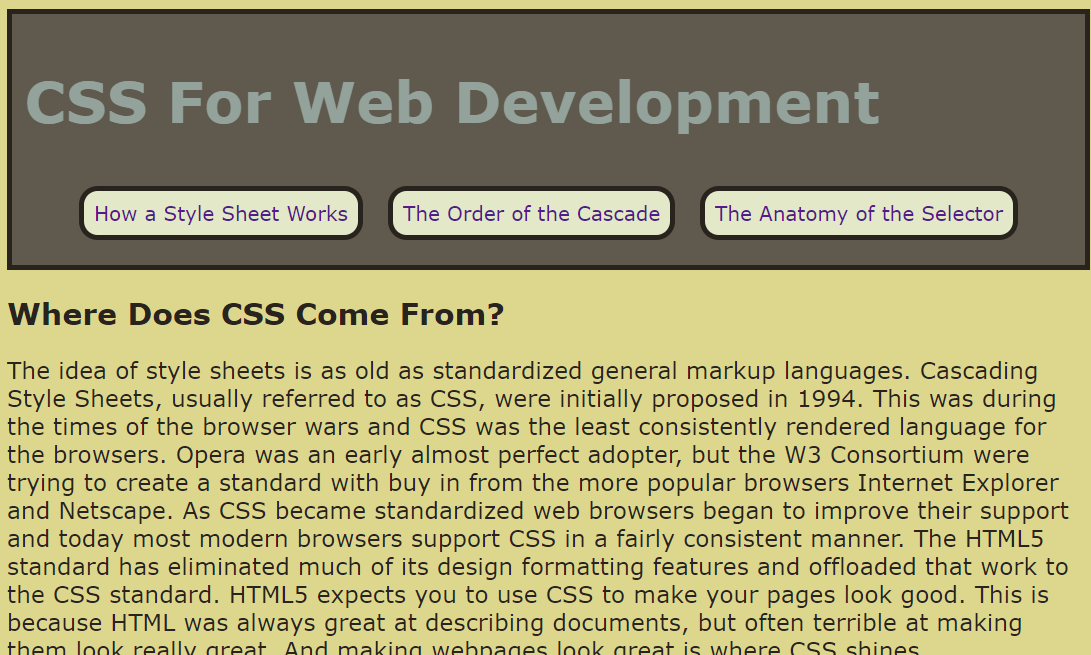 CSS For Web Development
How a Style Sheet Works
The Order of the Cascade
The Anatomy of the Selector
Where Does CSS Come From?
The idea of style sheets is as old as standardized general markup languages. Cascading
Style Sheets, usually referred to as CSS, were initially proposed in 1994. This was during
the times of the browser wars and CSS was the least consistently rendered language for
the browsers. Opera was an early almost perfect adopter, but the W3 Consortium were
trying to create a standard with buy in from the more popular browsers Internet Explorer
and Netscape. As CSS became standardized web browsers began to improve their support
and today most modern browsers support CSS in a fairly consistent manner. The HTML5
standard has eliminated much of its design formatting features and offloaded that work to
the CSS standard. HTML5 expects you to use CSS to make your pages look good. This is
because HTML was always great at describing documents, but often terrible at making
them look really great. And making webpages look great is where CSS shines.